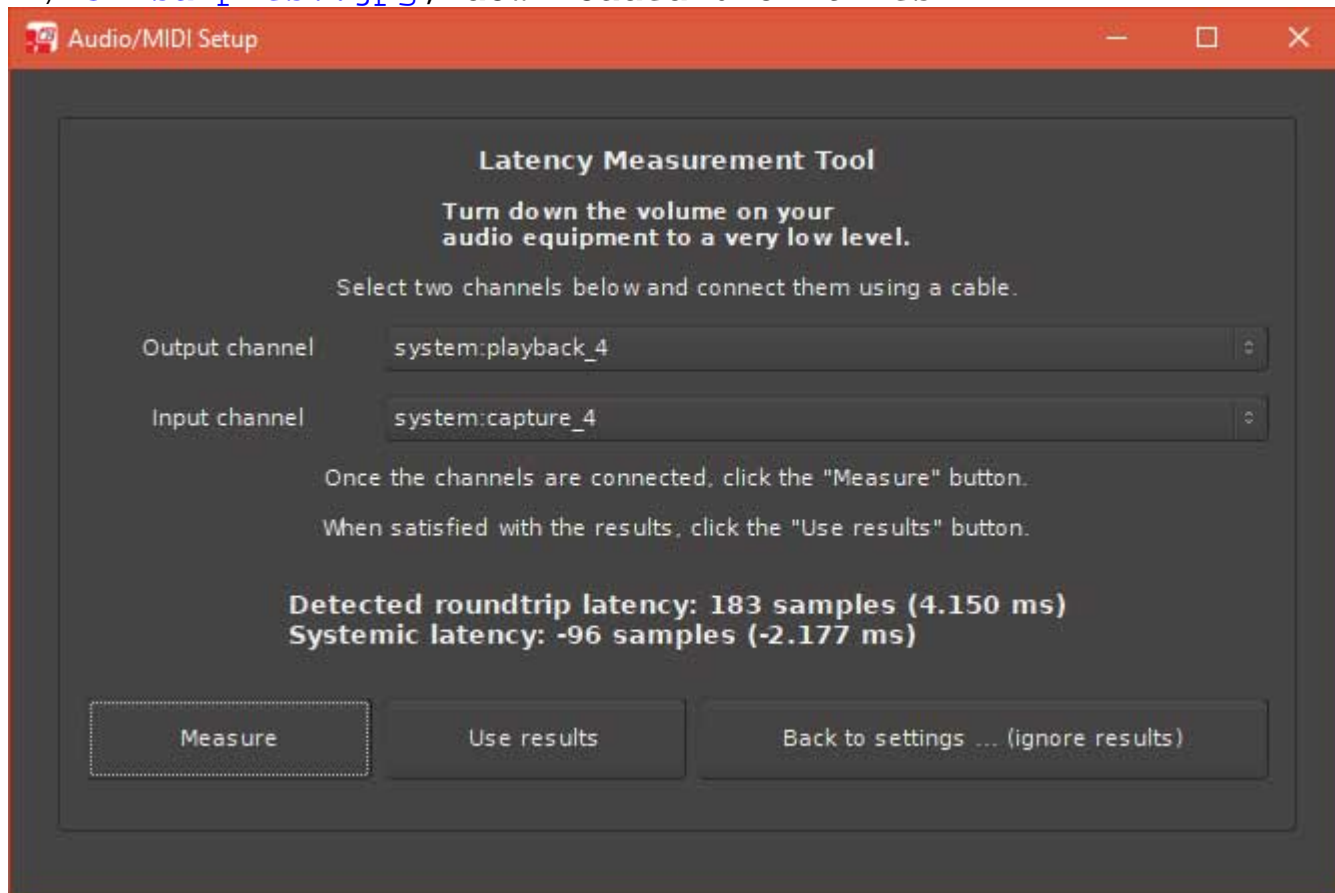 Audio/MIDI Setup
Latency Measurement Tool
Turn down the volume on your
audio equipment to a very low level.
Select two channels below and connect them using a cable.
Output channel system:playback_4
Input channel system:capture_4
Once the channels are connected, click the "Measure" button.
When satisfied with the results, click the "Use results" button.
Detected roundtrip latency: 183 samples (4.150 ms)
Systemic latency: -96 samples (-2.177 ms)
Measure Use results Back to settings ... (ignore results)